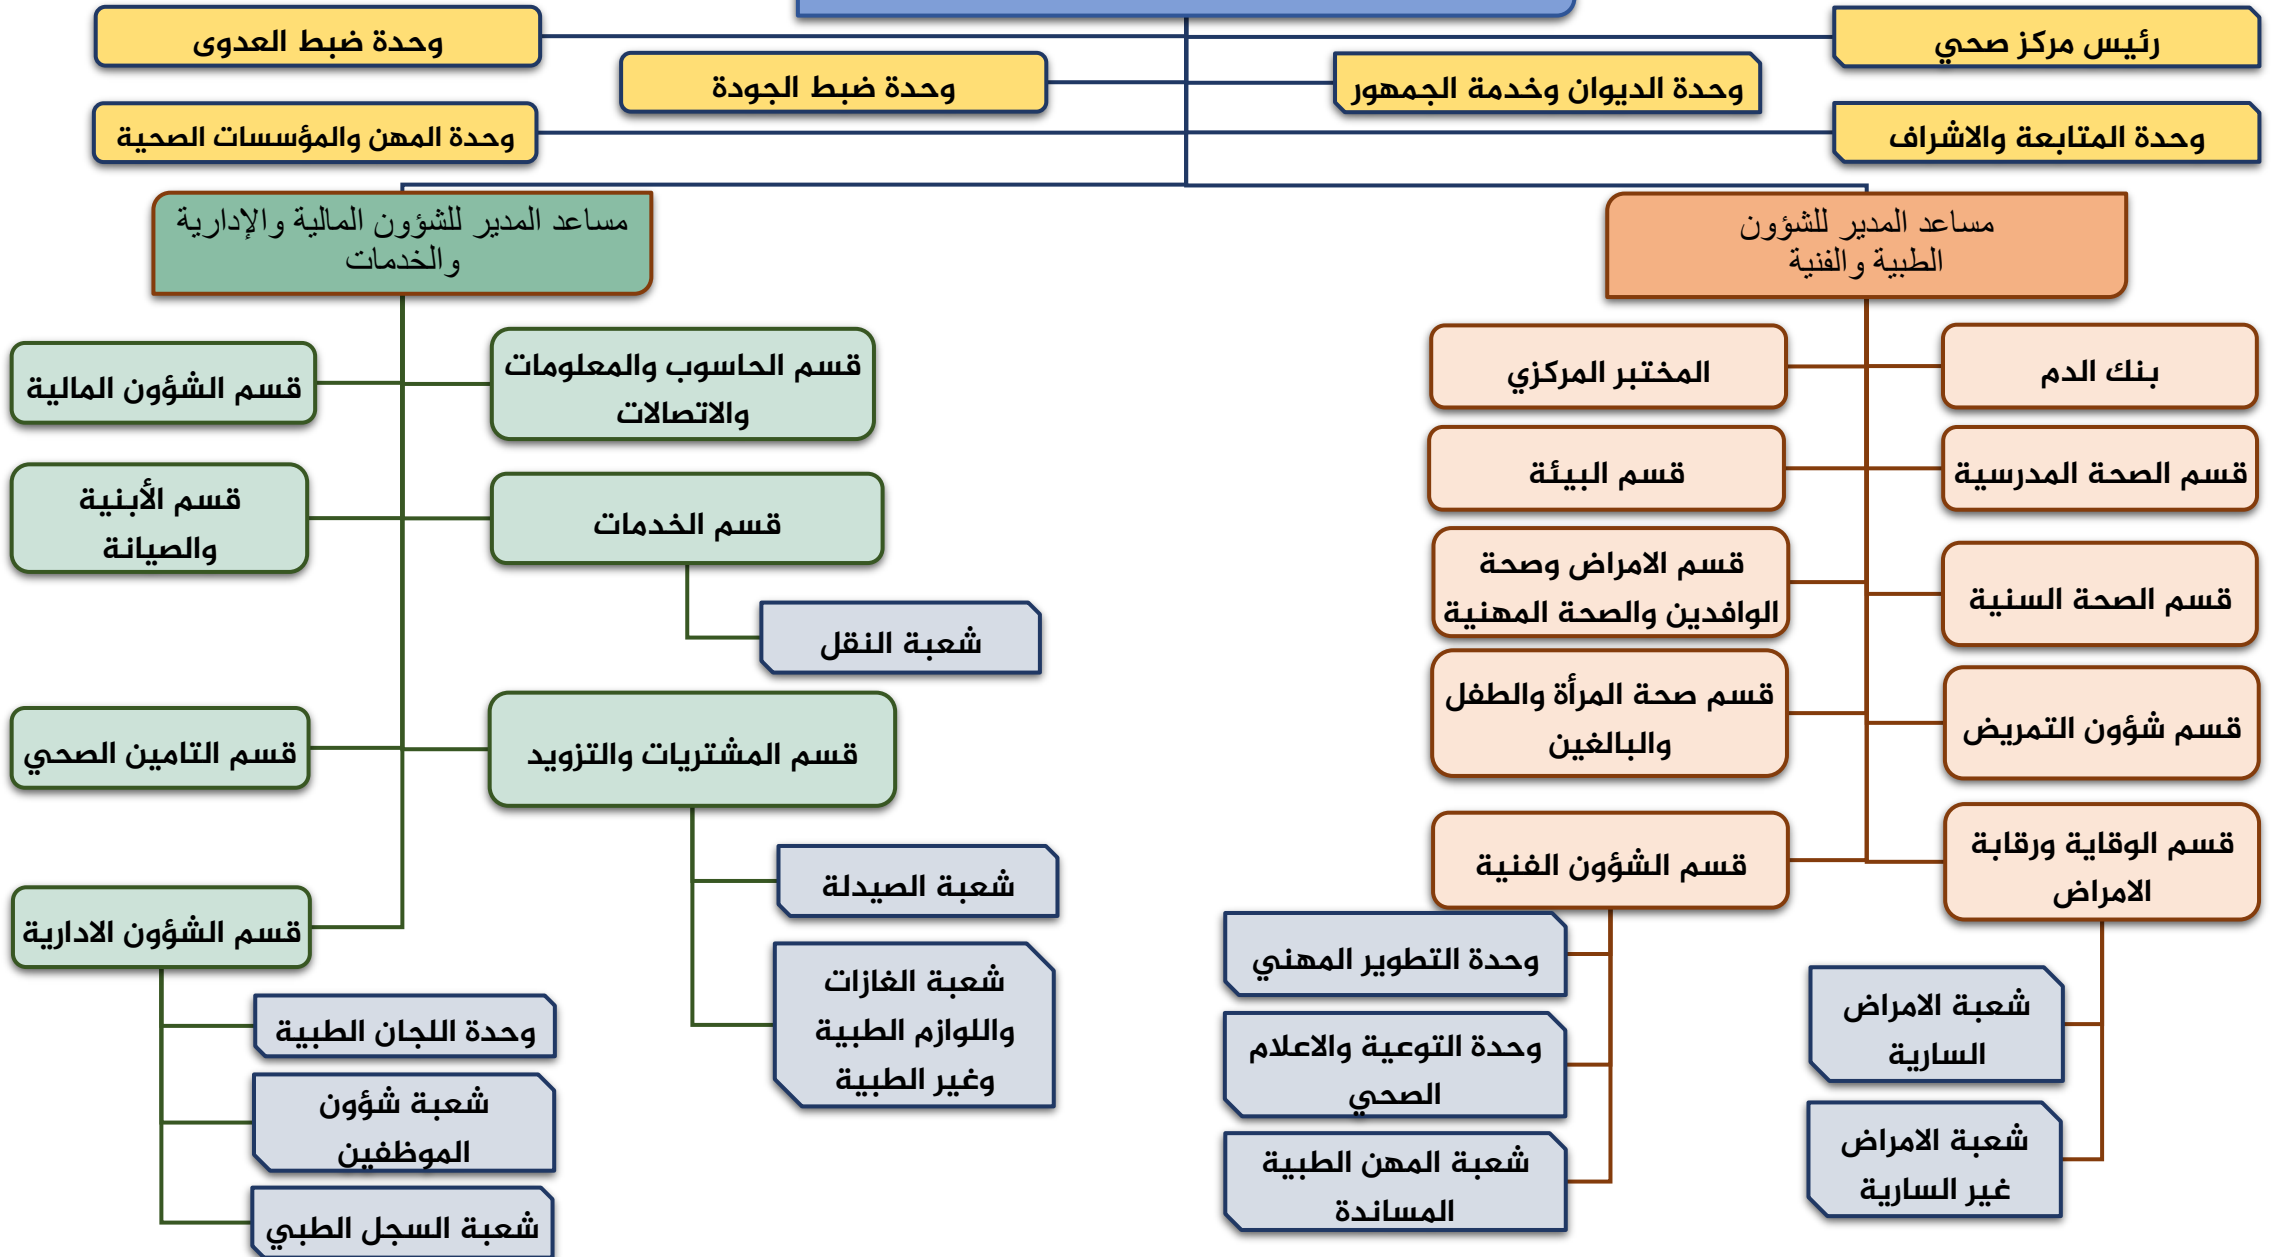 رئيس مركز صحي
وحدة ضبط العدوى
وحدة الديوان وخدمة الجمهور
وحدة ضبط الجودة
وحدة المتابعة والاشراف
وحدة المهن والمؤسسات الصحية
مساعد المدير للشؤون
الطبية والفنية
بنك الدم
المختبر المركزي
قسم الصحة المدرسية
قسم البيئة
قسم الصحة السنية
قسم الامراض وصحة
الوافدين والصحة المهنية
قسم شؤون التمريض
قسم صحة المرأة والطفل
والبالغين
قسم الوقاية ورقابة
الامراض
شعبة الامراض
السارية
شعبة الامراض
غير السارية
قسم الشؤون الفنية
وحدة التطوير المهني
وحدة التوعية والاعلام
الصحي
شعبة المهن الطبية
المساندة
مساعد المدير للشؤون المالية والإدارية
والخدمات
قسم الحاسوب والمعلومات
والاتصالات
قسم الشؤون المالية
قسم الخدمات
شعبة النقل
قسم الأبنية
والصيانة
قسم المشتريات والتزويد
شعبة الصيدلة
شعبة الغازات
واللوازم الطبية
وغير الطبية
قسم التامين الصحي
قسم الشؤون الادارية
وحدة اللجان الطبية
شعبة شؤون
الموظفين
شعبة السجل الطبي